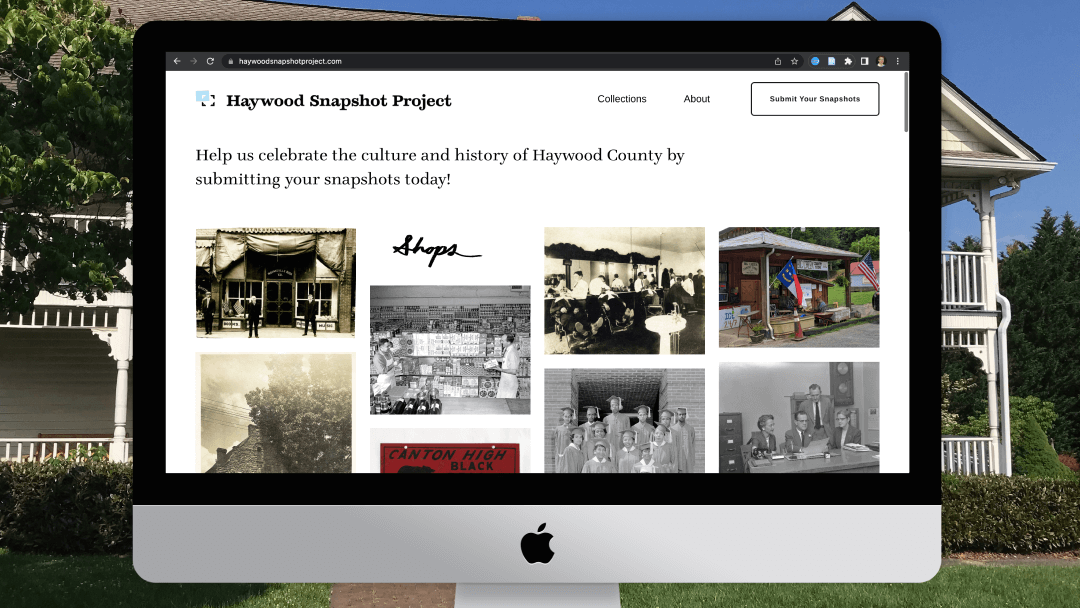 haywoodsnapshotproject.com
Haywood Snapshot Project
Collections
About
Submit Your Snapshots
Help us celebrate the culture and history of Haywood County by
submitting your snapshots today!
Shops
ICE
CANTON HIGH
BLACK